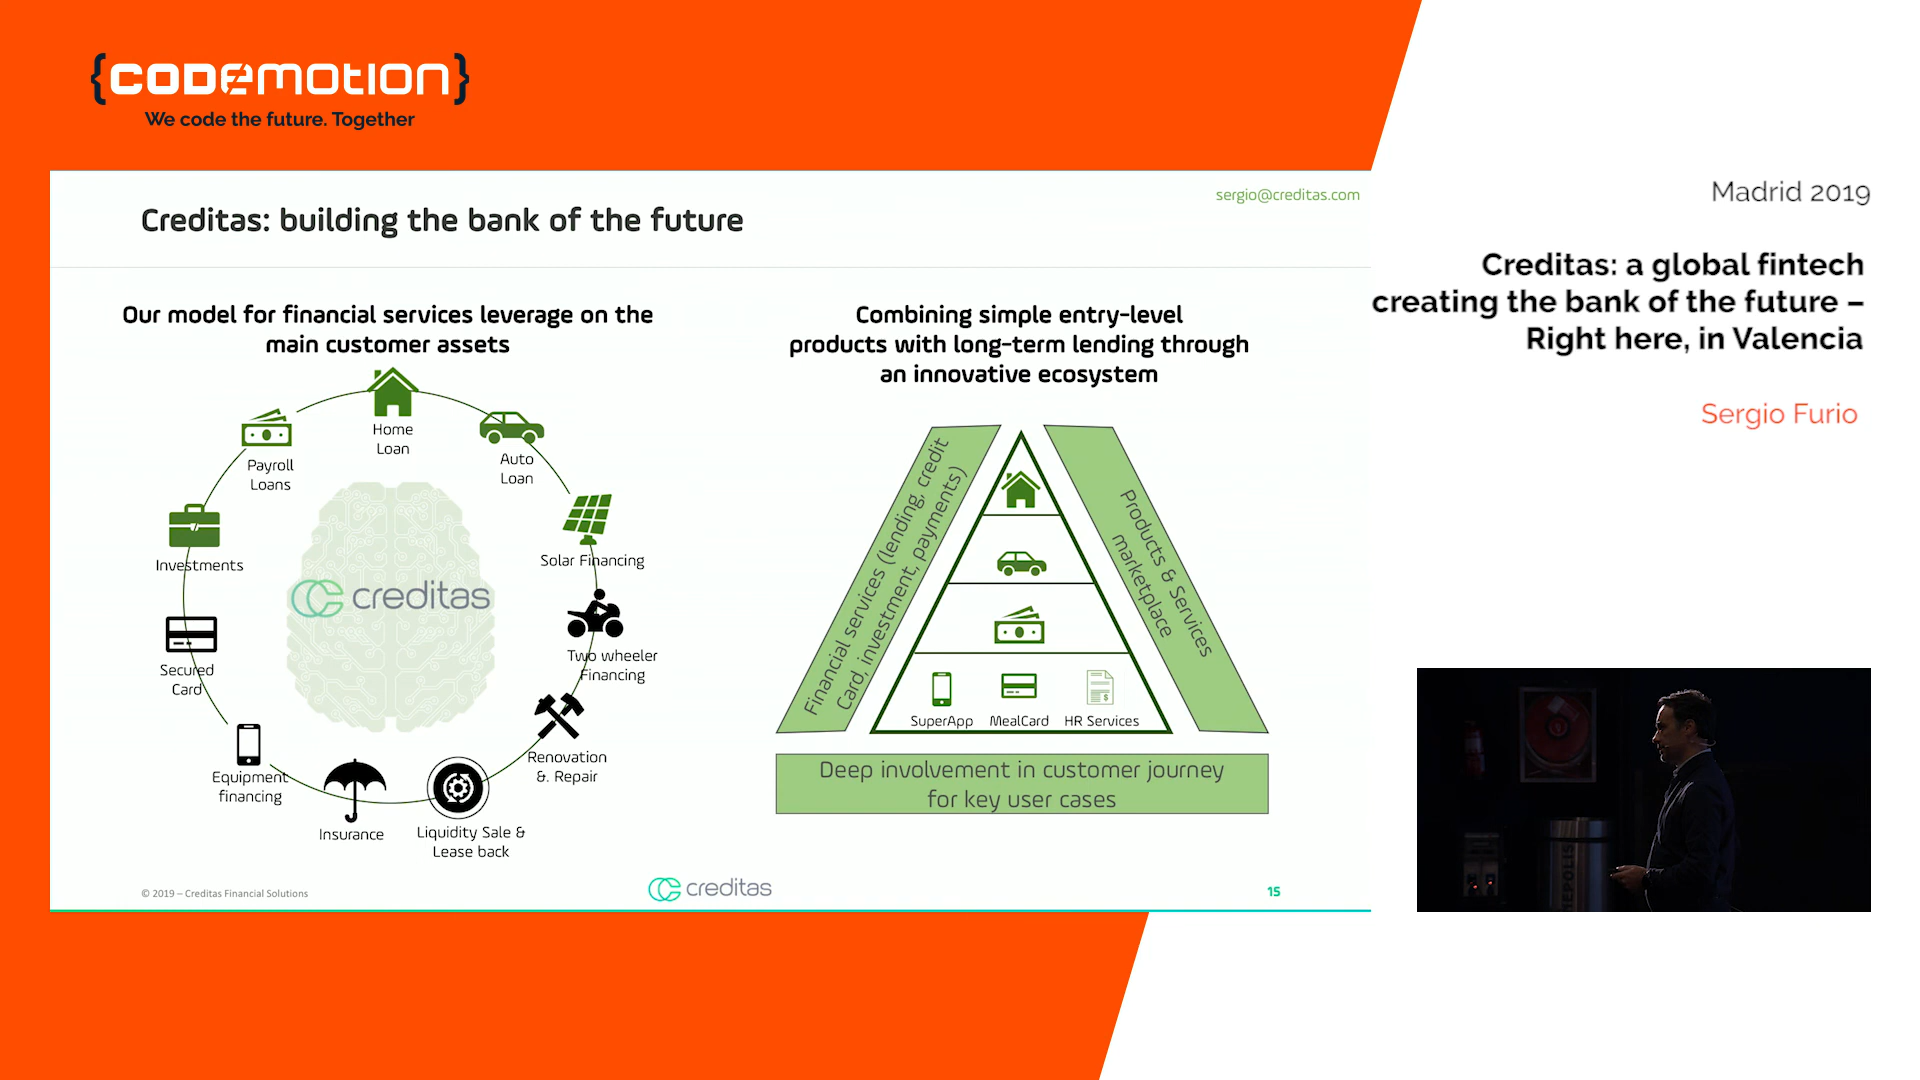 {CODEMOTION}
We code the future. Together
Madrid 2019
Creditas: a global fintech
creating the bank of the future –
Right here, in Valencia
Sergio Furio
sergio@creditas.com
Creditas: building the bank of the future
Our model for financial services leverage on the
main customer assets
Home
Loan
Auto
Loan
Solar Financing
Two wheeler
Financing
Renovation
&. Repair
Liquidity Sale &
Lease back
Insurance
Equipment
financing
Secured
Card
Investments
Payroll
Loans
creditas
Combining simple entry-level
products with long-term lending through
an innovative ecosystem
Financial services (lending, credit
Card, investment, payments)
Products & Services
marketplace
SuperApp
MealCard
HR Services
Deep involvement in customer journey
for key user cases
© 2019 – Creditas Financial Solutions
creditas
15